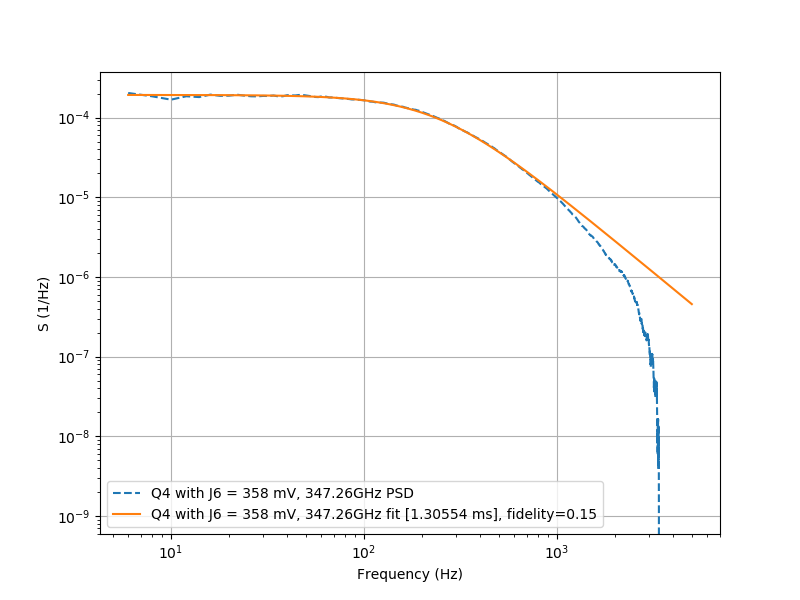 S (1/Hz)
10⁻⁴
10⁻⁵
10⁻⁶
10⁻⁷
10⁻⁸
10⁻⁹
Q4 with J6 = 358 mV, 347.26GHz PSD
Q4 with J6 = 358 mV, 347.26GHz fit [1.30554 ms], fidelity=0.15
10¹ 10² 10³
Frequency (Hz)